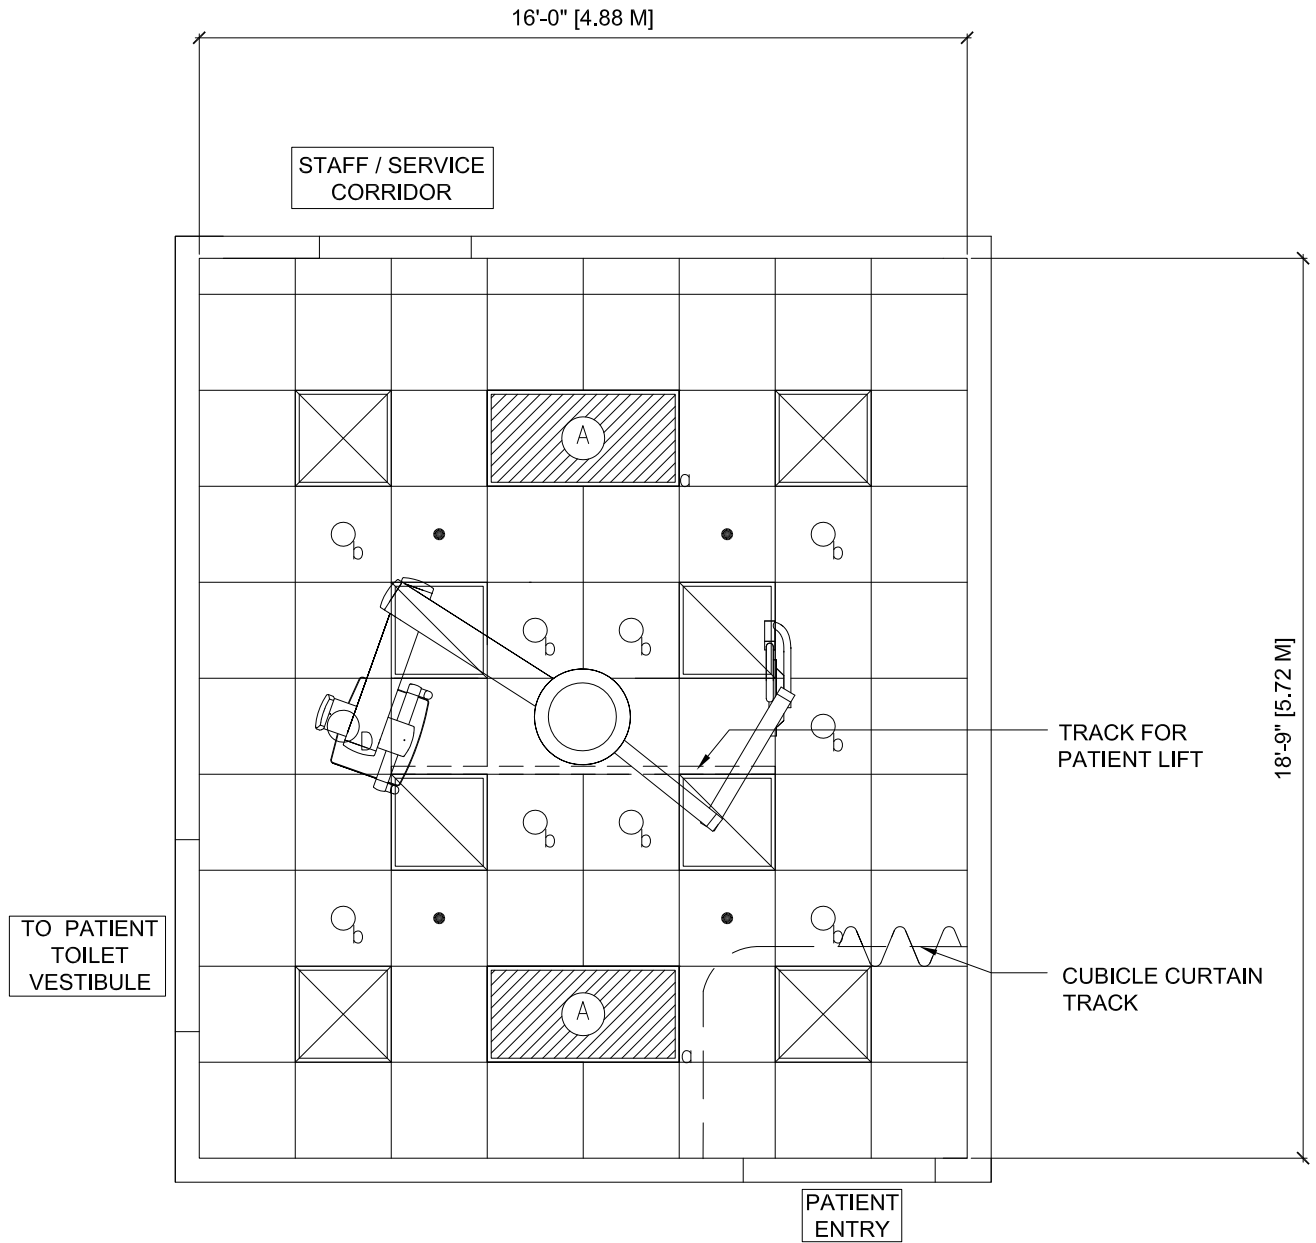 16'-0" [4.88 M]
STAFF / SERVICE
CORRIDOR
A
a
b
b
b
b
b
b
TRACK FOR
PATIENT LIFT
18'-9" [5.72 M]
b
b
b
b
TO PATIENT
TOILET
VESTIBULE
CUBICLE CURTAIN
TRACK
A
a
PATIENT
ENTRY